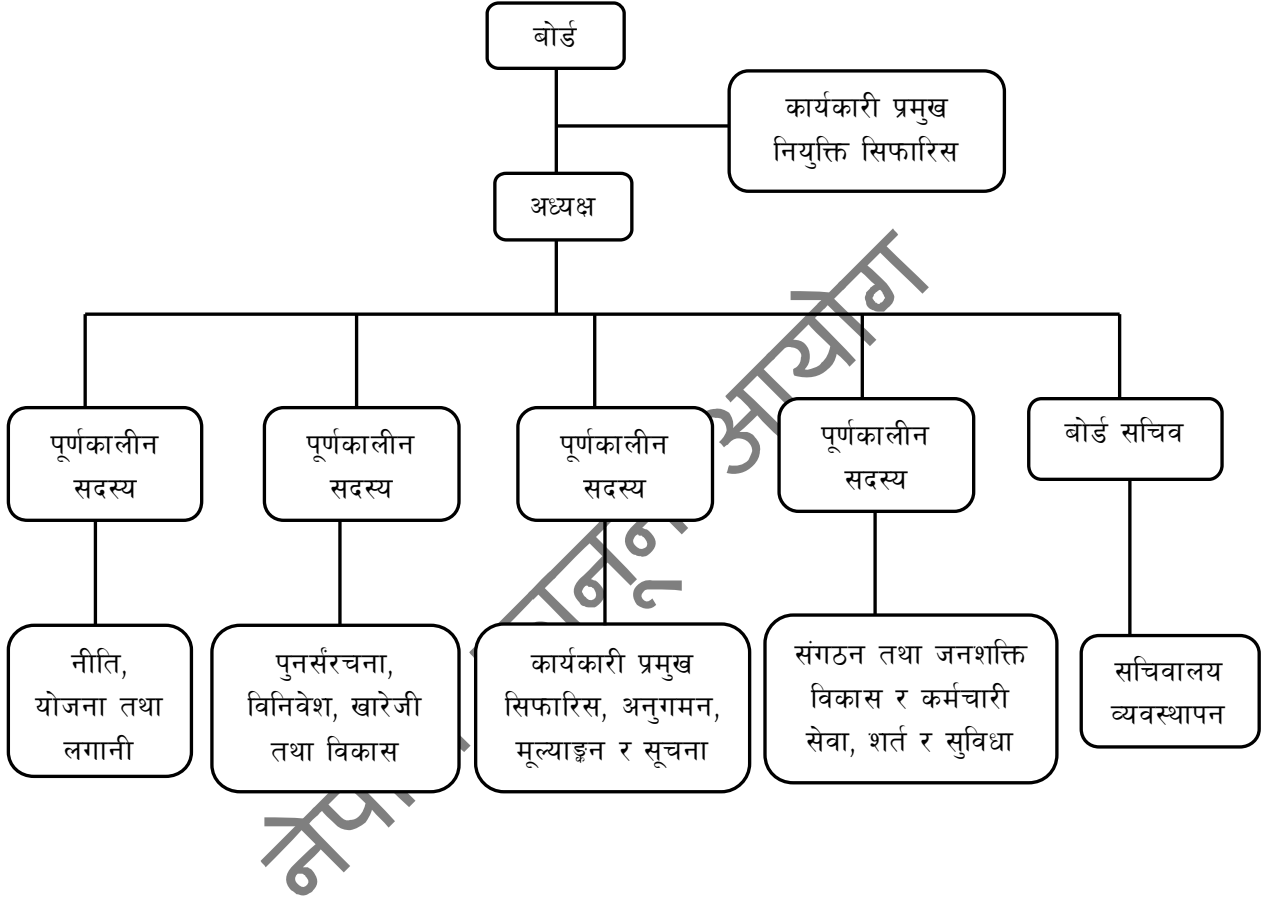 बोर्ड
कार्यकारी प्रमुख
नियुक्ति सिफारिस
अध्यक्ष
पूर्णकालीन
सदस्य
पूर्णकालीन
सदस्य
पूर्णकालीन
सदस्य
पूर्णकालीन
सदस्य
बोर्ड सचिव
नीति,
योजना तथा
लगानी
पुनर्संरचना,
विनिवेश, खारेजी
तथा विकास
कार्यकारी प्रमुख
सिफारिस, अनुगमन,
मूल्याङ्कन र सूचना
संगठन तथा जनशक्ति
विकास र कर्मचारी
सेवा, शर्त र सुविधा
सचिवालय
व्यवस्थापन
आयोग